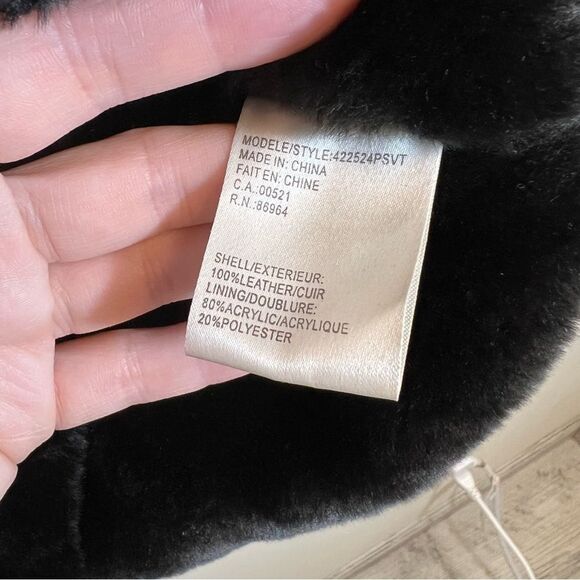 MODELE/STYLE:422524PSVT
MADE IN: CHINA
FAIT EN: CHINE
C.A.:00521
R.N.:86964
SHELL/EXTERIEUR:
100%LEATHER/CUIR
LINING/DOUBLURE:
80%ACRYLIC/ACRYLIQUE
20%POLYESTER